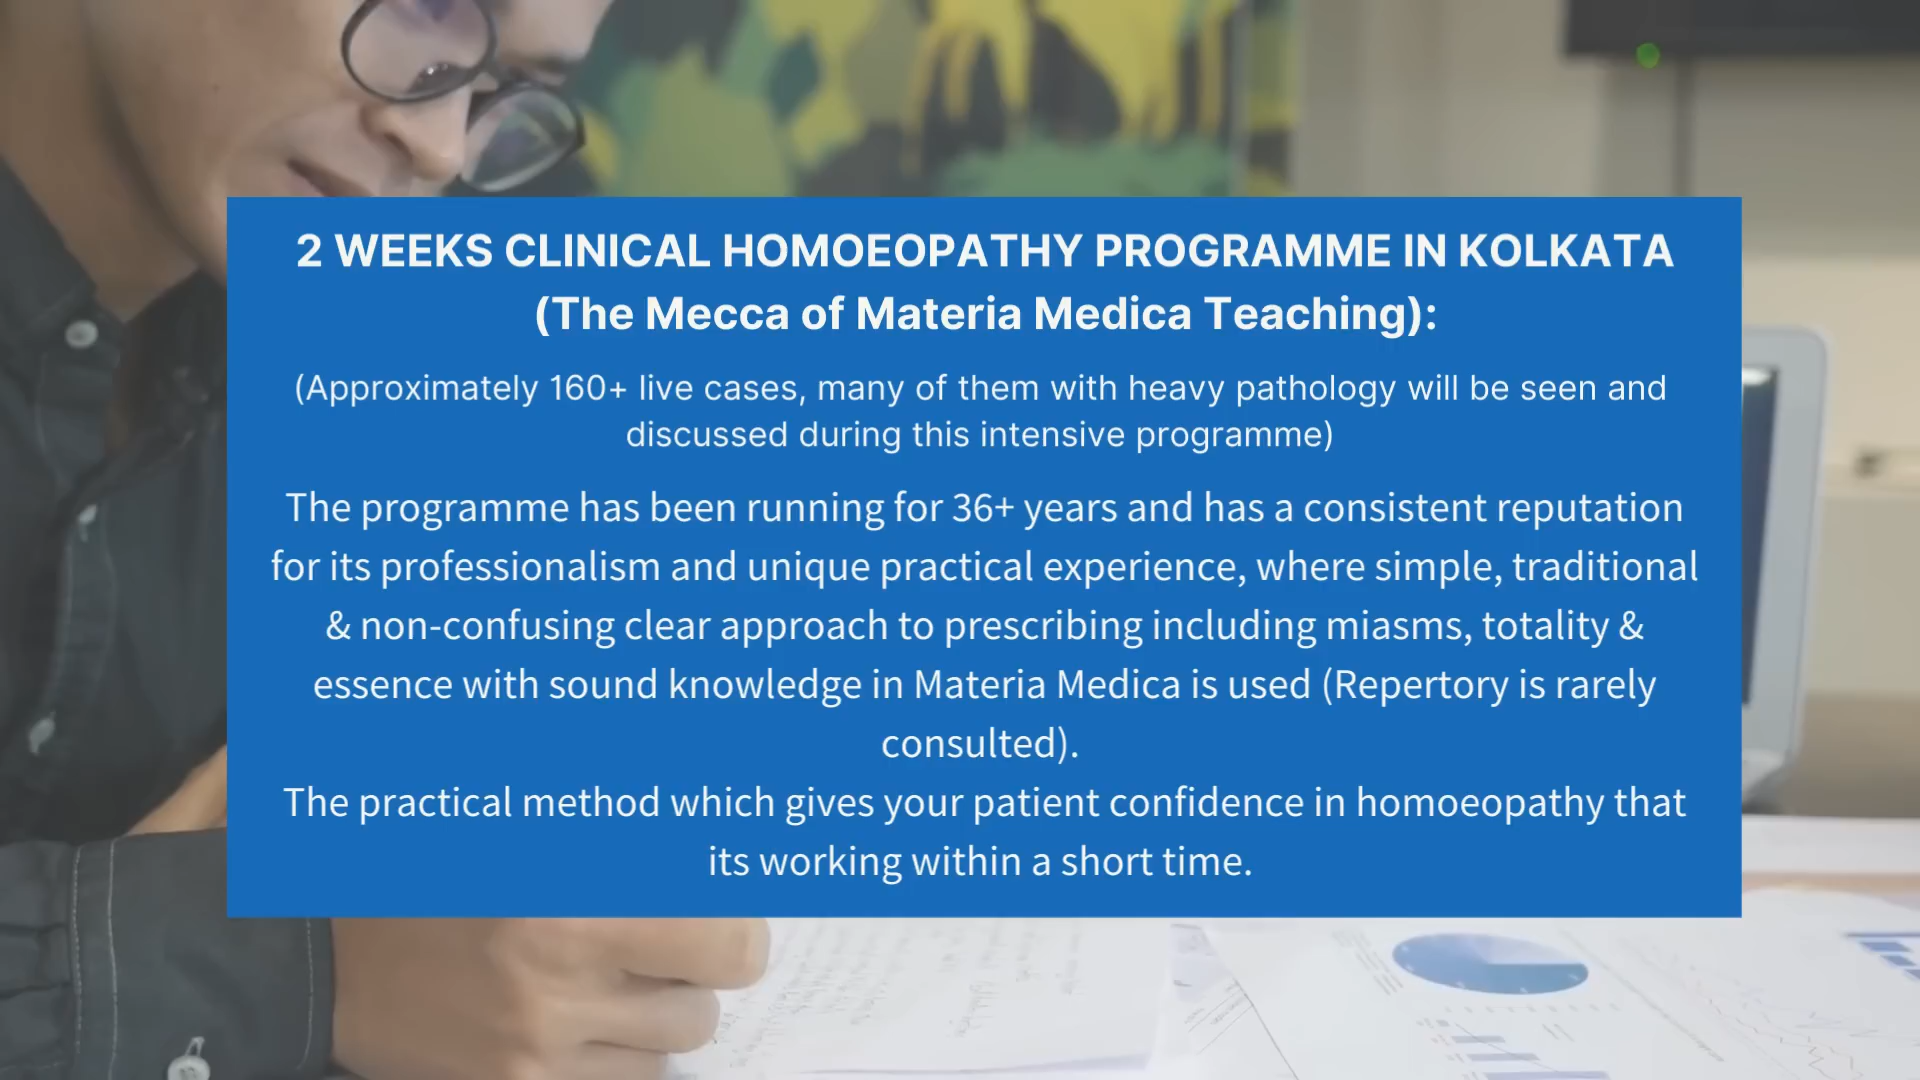 2 WEEKS CLINICAL HOMOEOPATHY PROGRAMME IN KOLKATA
(The Mecca of Materia Medica Teaching):
(Approximately 160+ live cases, many of them with heavy pathology will be seen and
discussed during this intensive programme)
The programme has been running for 36+ years and has a consistent reputation
for its professionalism and unique practical experience, where simple, traditional
& non-confusing clear approach to prescribing including miasms, totality &
essence with sound knowledge in Materia Medica is used (Repertory is rarely
consulted).
The practical method which gives your patient confidence in homoeopathy that
its working within a short time.